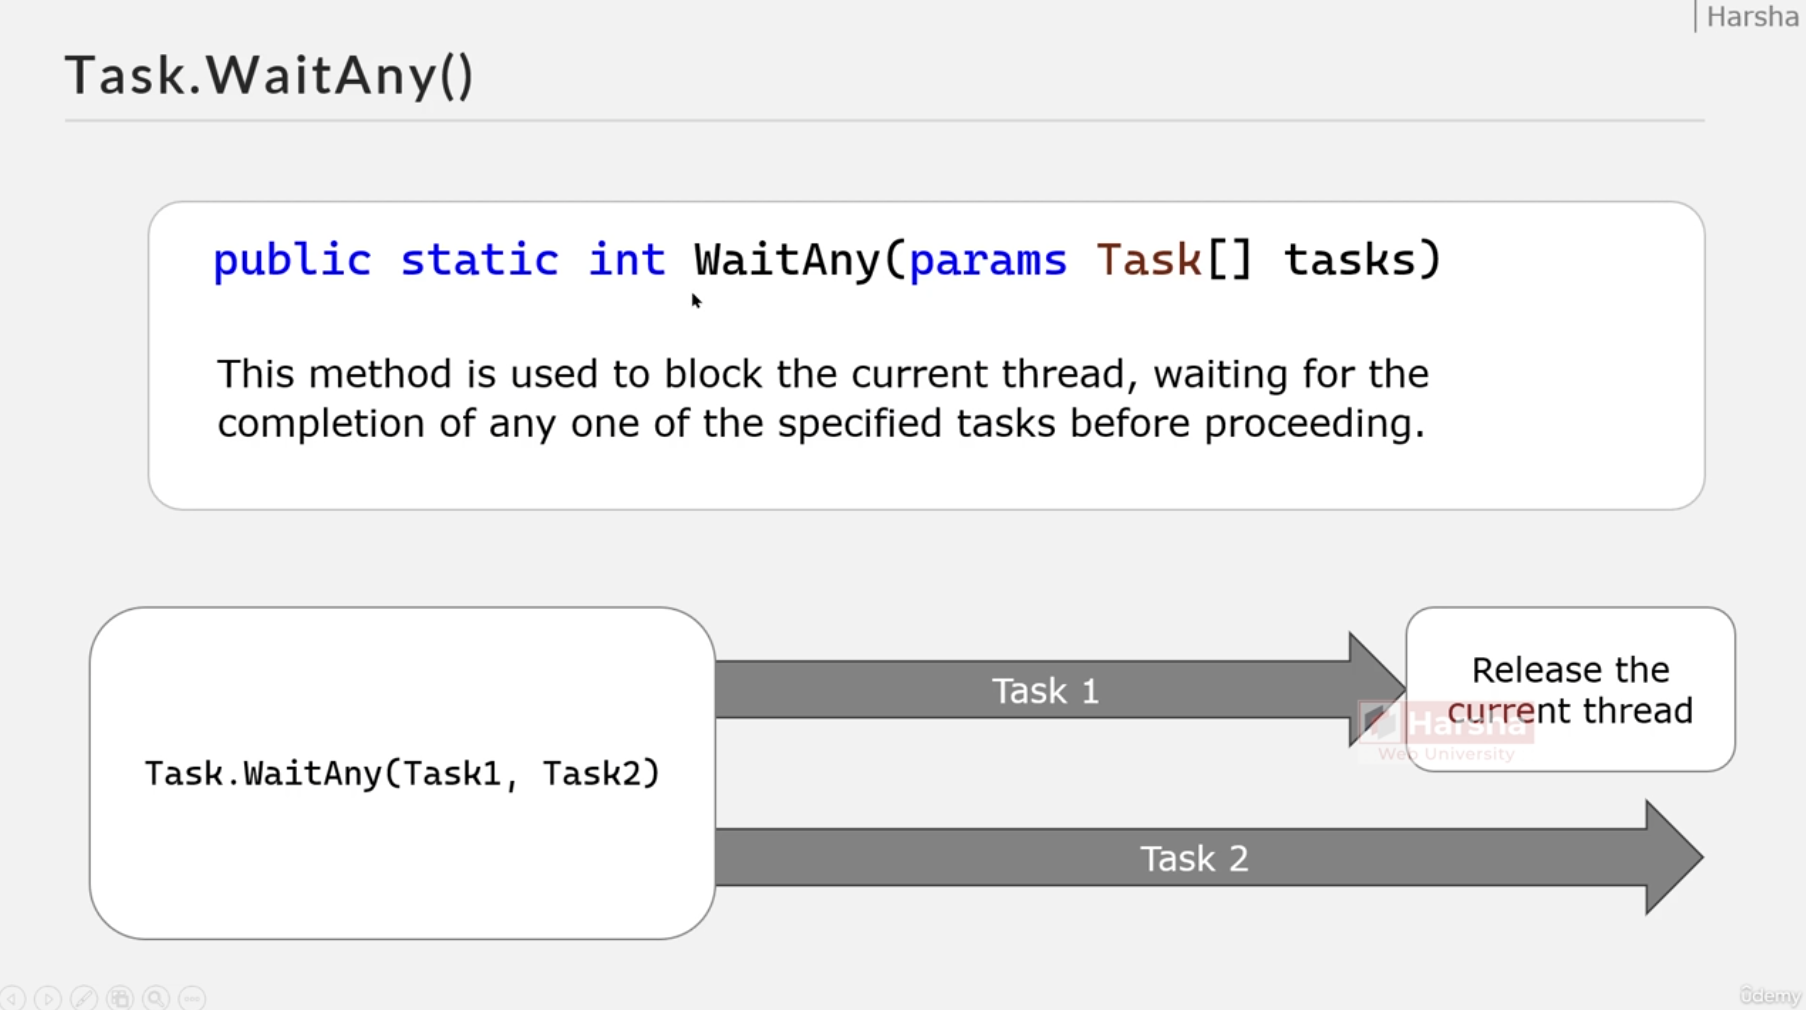 Harsha
Task.WaitAny()
public static int WaitAny(params Task[] tasks)
This method is used to block the current thread, waiting for the
completion of any one of the specified tasks before proceeding.
Task.WaitAny(Task1, Task2)
Task 1
Release the
current thread
Harsha
Web University
Task 2
ûdemy